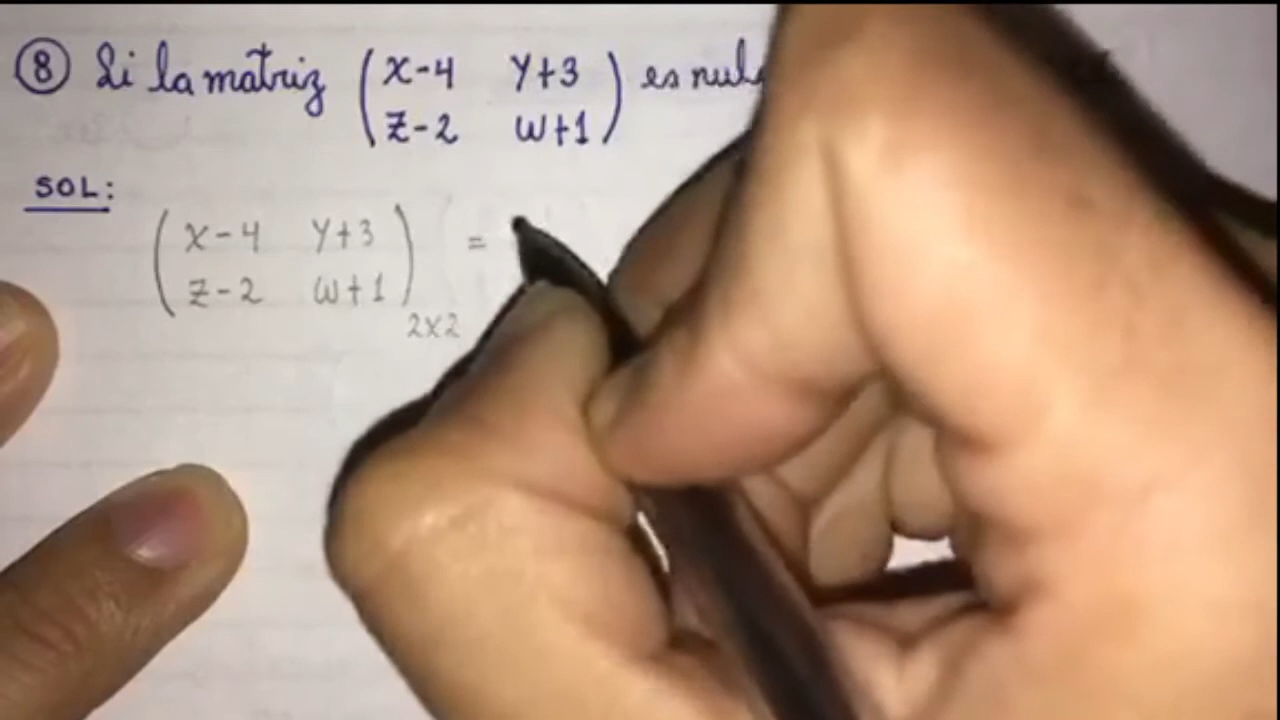 ⑧ Si la matriz (x-4 y+3) es
(z-2 w+1)
SOL:
(x-4 y+3) =
(z-2 w+1) 2x2